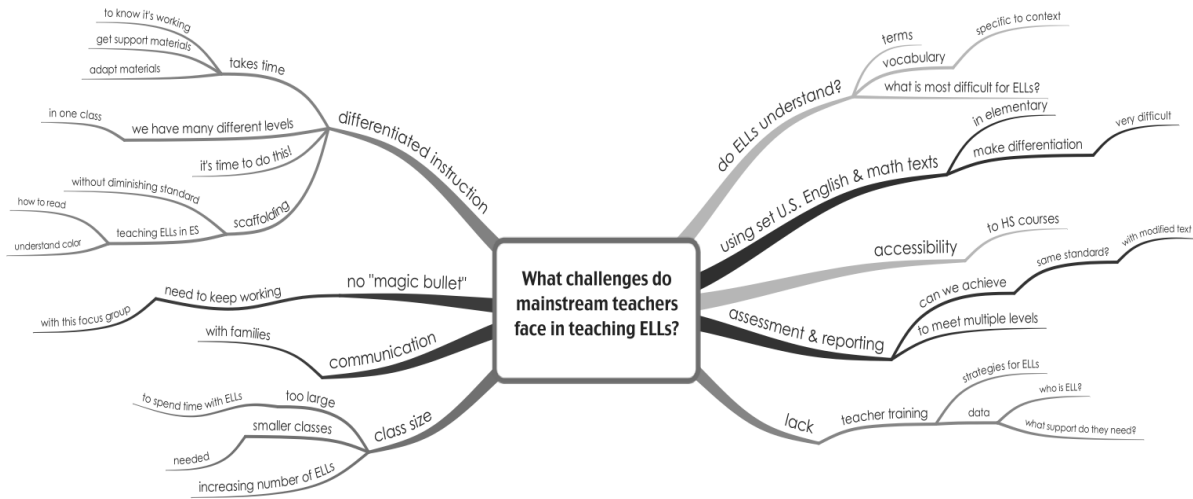 What challenges do
mainstream teachers
face in teaching ELLs?
differentiated instruction
takes time
to know it's working
get support materials
adapt materials
we have many different levels
in one class
it's time to do this!
scaffolding
without diminishing standard
teaching ELLs in ES
how to read
understand color
no "magic bullet"
need to keep working
with this focus group
communication
with families
class size
too large
to spend time with ELLs
smaller classes
needed
increasing number of ELLs
do ELLs understand?
terms
vocabulary
specific to context
what is most difficult for ELLs?
using set U.S. English & math texts
in elementary
make differentiation
very difficult
accessibility
to HS courses
assessment & reporting
can we achieve
same standard?
with modified text
to meet multiple levels
lack
teacher training
strategies for ELLs
data
who is ELL?
what support do they need?